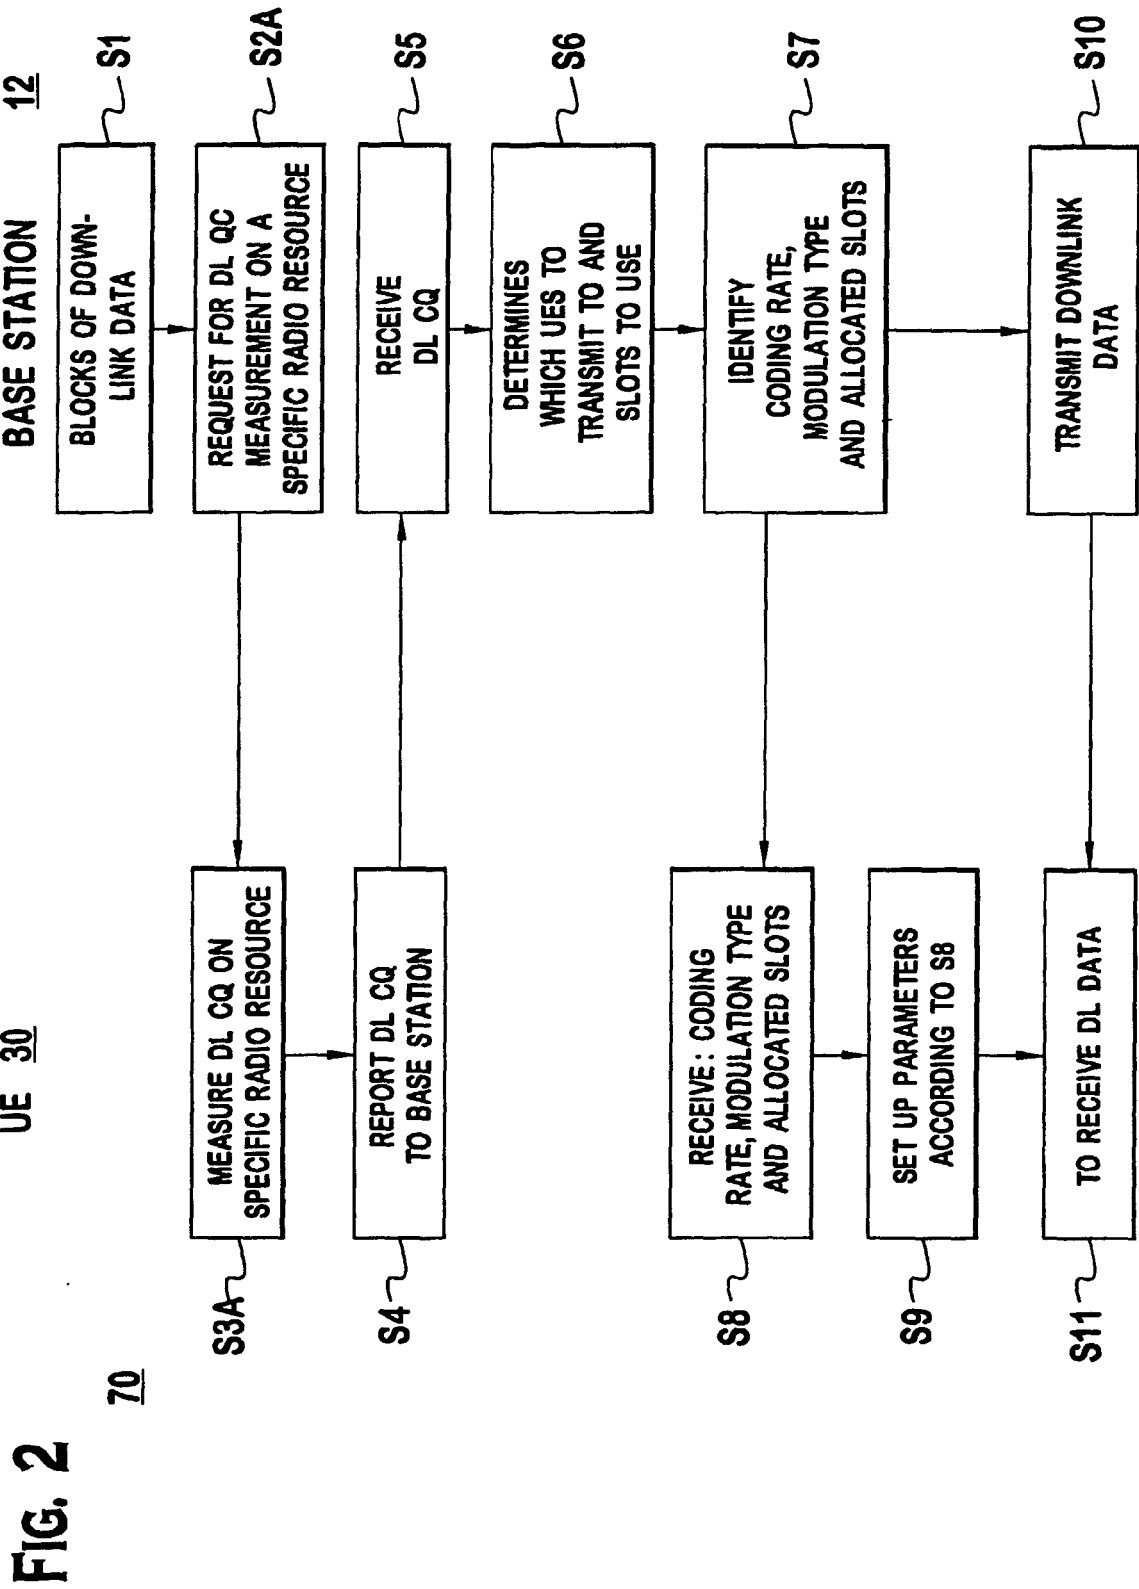 FIG. 2
70
UE 30
BASE STATION 12
BLOCKS OF DOWN-
LINK DATA
S1
REQUEST FOR DL QC
MEASUREMENT ON A
SPECIFIC RADIO RESOURCE
S2A
S3A
MEASURE DL CQ ON
SPECIFIC RADIO RESOURCE
S4
REPORT DL CQ
TO BASE STATION
RECEIVE
DL CQ
S5
DETERMINES
WHICH UES TO
TRANSMIT TO AND
SLOTS TO USE
S6
IDENTIFY
CODING RATE,
MODULATION TYPE
AND ALLOCATED SLOTS
S7
S8
RECEIVE: CODING
RATE, MODULATION TYPE
AND ALLOCATED SLOTS
S9
SET UP PARAMETERS
ACCORDING TO S8
TRANSMIT DOWNLINK
DATA
S10
S11
TO RECEIVE DL DATA